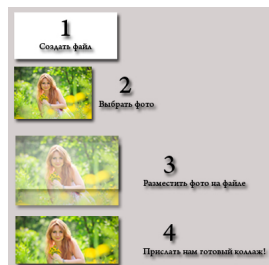 1
Создать файл
2
Выбрать фото
3
Разместить фото на файле
4
Прислать нам готовый коллаж!